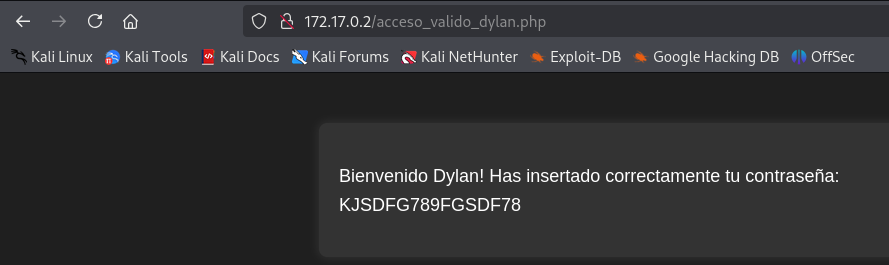 172.17.0.2/acceso_valido_dylan.php
Kali Linux Kali Tools Kali Docs Kali Forums Kali NetHunter Exploit-DB Google Hacking DB OffSec
Bienvenido Dylan! Has insertado correctamente tu contraseña:
KJSDFG789FGSDF78